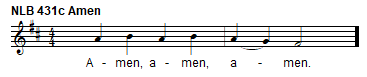 NLB 431c Amen
A - men, a - men, a - men.